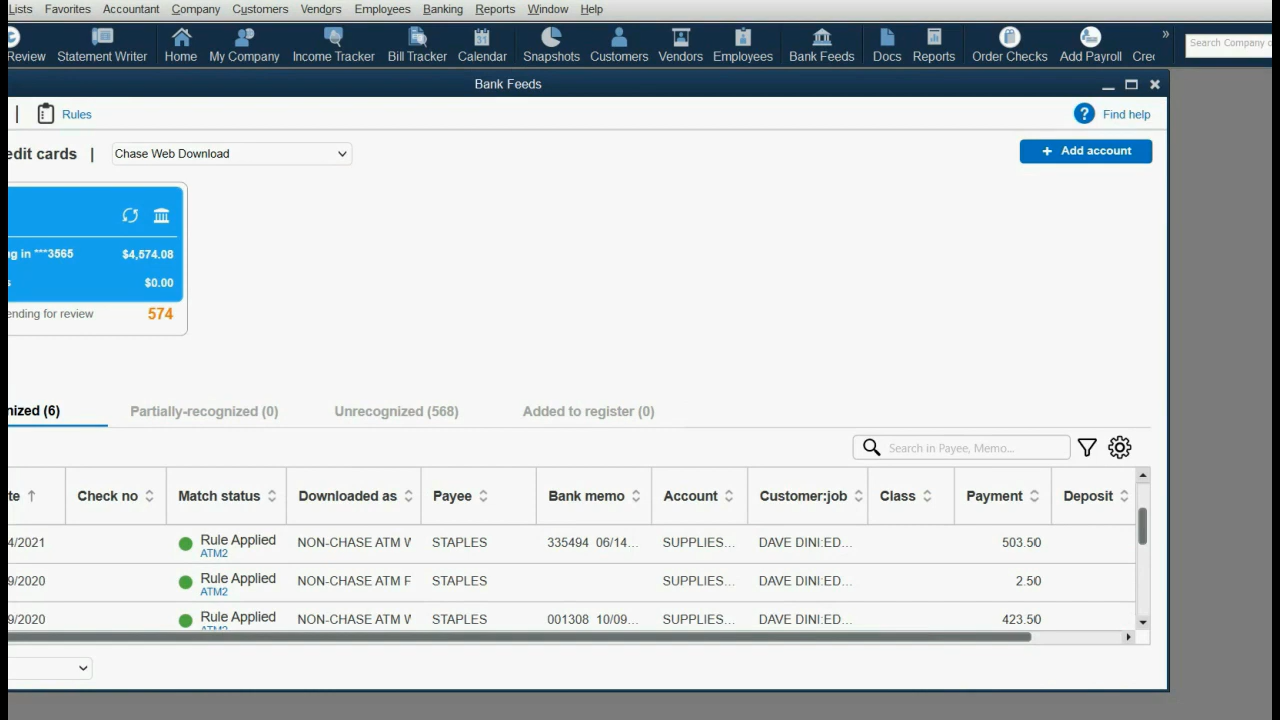 Lists Favorites Accountant Company Customers Vendors Employees Banking Reports Window Help
Review Statement Writer Home My Company Income Tracker Bill Tracker Calendar Snapshots Customers Vendors Employees Bank Feeds Docs Reports Order Checks Add Payroll Cre
» Search Company o
31
Bank Feeds
| Rules ? Find help
edit cards | Chase Web Download + Add account
g in ***3565 $4,574.08
s $0.00
ending for review 574
nized (6) Partially-recognized (0) Unrecognized (568) Added to register (0)
Search in Payee, Memo...
te ↑ Check no Match status Downloaded as Payee Bank memo Account Customer:job Class Payment Deposit
4/2021 Rule Applied NON-CHASE ATM W STAPLES 335494 06/14... SUPPLIES... DAVE DINI:ED... 503.50
ATM2
9/2020 Rule Applied NON-CHASE ATM F STAPLES SUPPLIES... DAVE DINI:ED... 2.50
ATM2
9/2020 Rule Applied NON-CHASE ATM W STAPLES 001308 10/09... SUPPLIES... DAVE DINI:ED... 423.50
ATM2